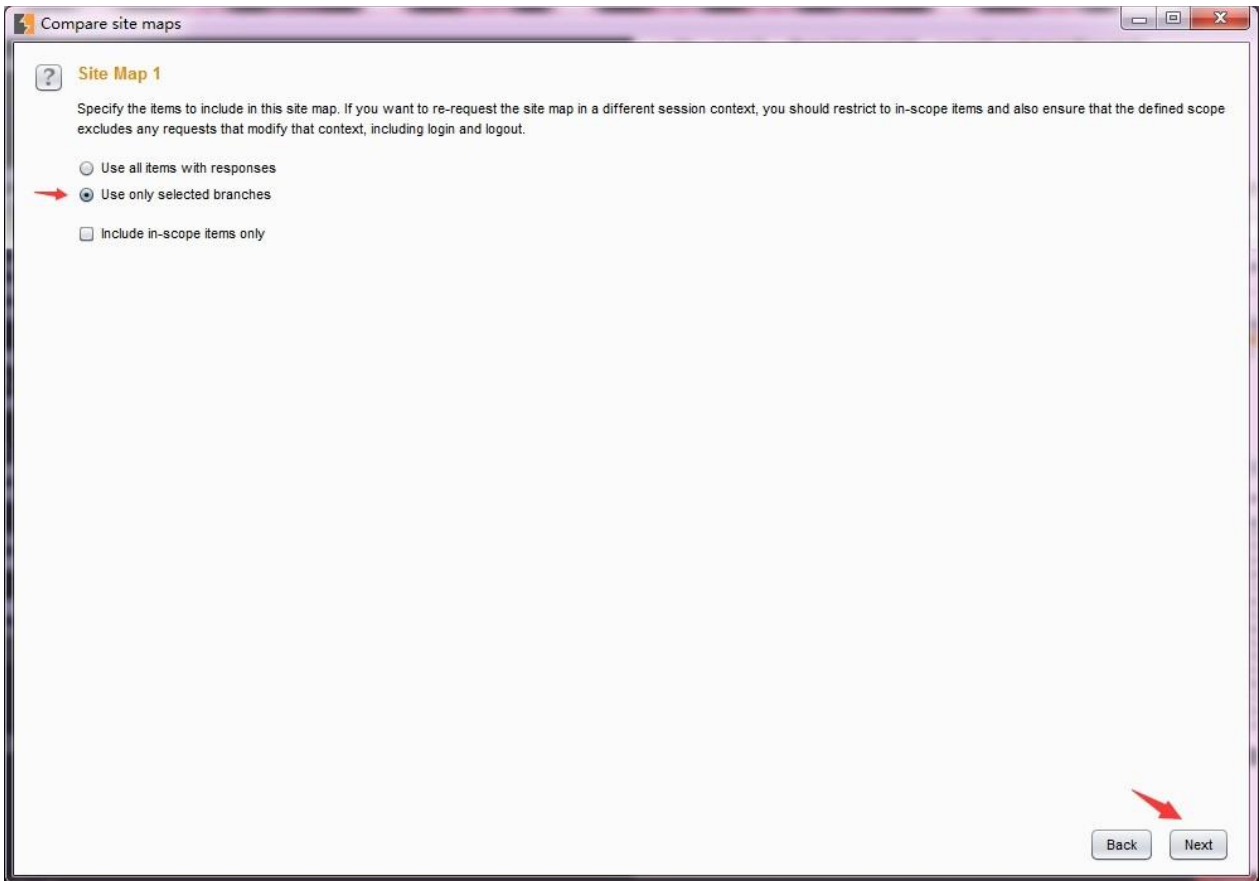 Compare site maps
?
Site Map 1
Specify the items to include in this site map. If you want to re-request the site map in a different session context, you should restrict to in-scope items and also ensure that the defined scope
excludes any requests that modify that context, including login and logout.
Use all items with responses
Use only selected branches
Include in-scope items only
Back Next